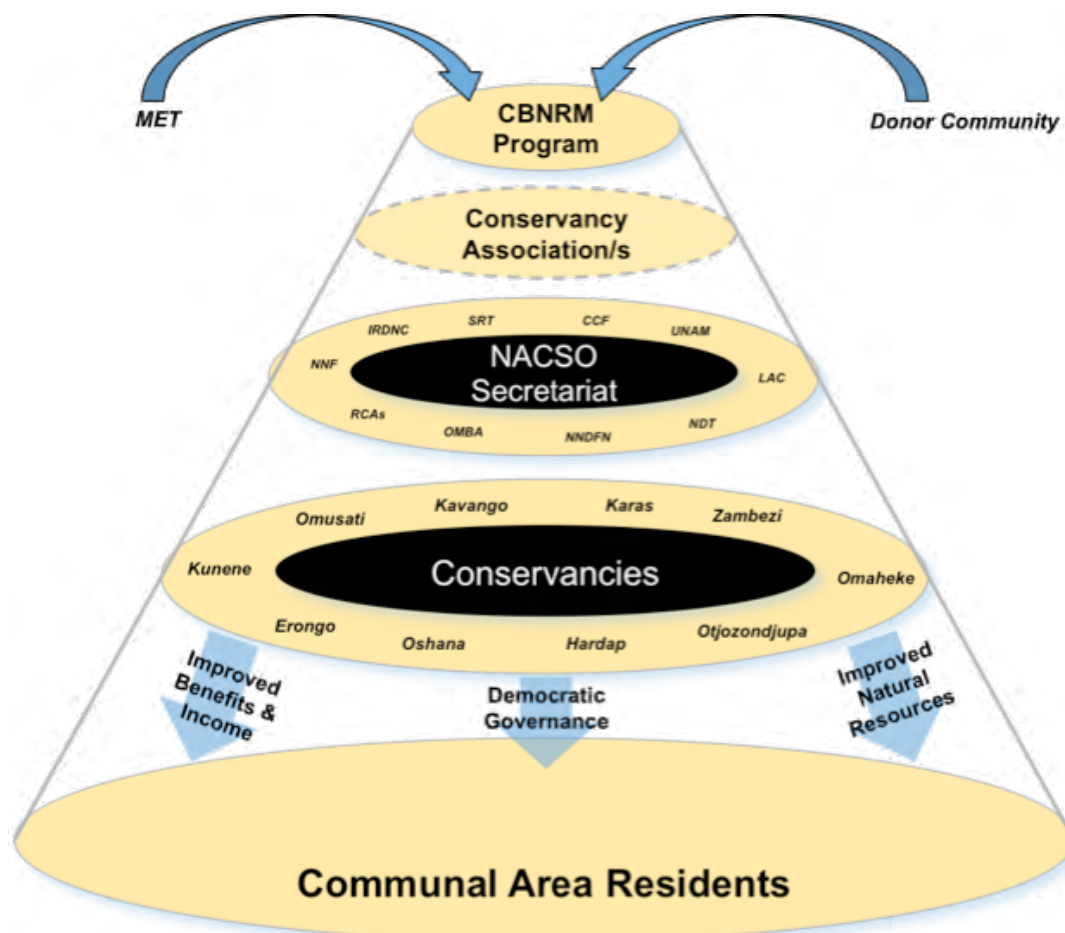 MET
Donor Community
CBNRM
Program
Conservancy
Association/s
IRDNC
SRT
CCF
UNAM
NNF
LAC
NACSO
Secretariat
RCAs
OMBA
NNDFN
NDT
Omusati
Kavango
Karas
Zambezi
Kunene
Omaheke
Conservancies
Erongo
Oshana
Hardap
Otjozondjupa
Improved
Benefits &
Income
Democratic
Governance
Improved
Natural
Resources
Communal Area Residents